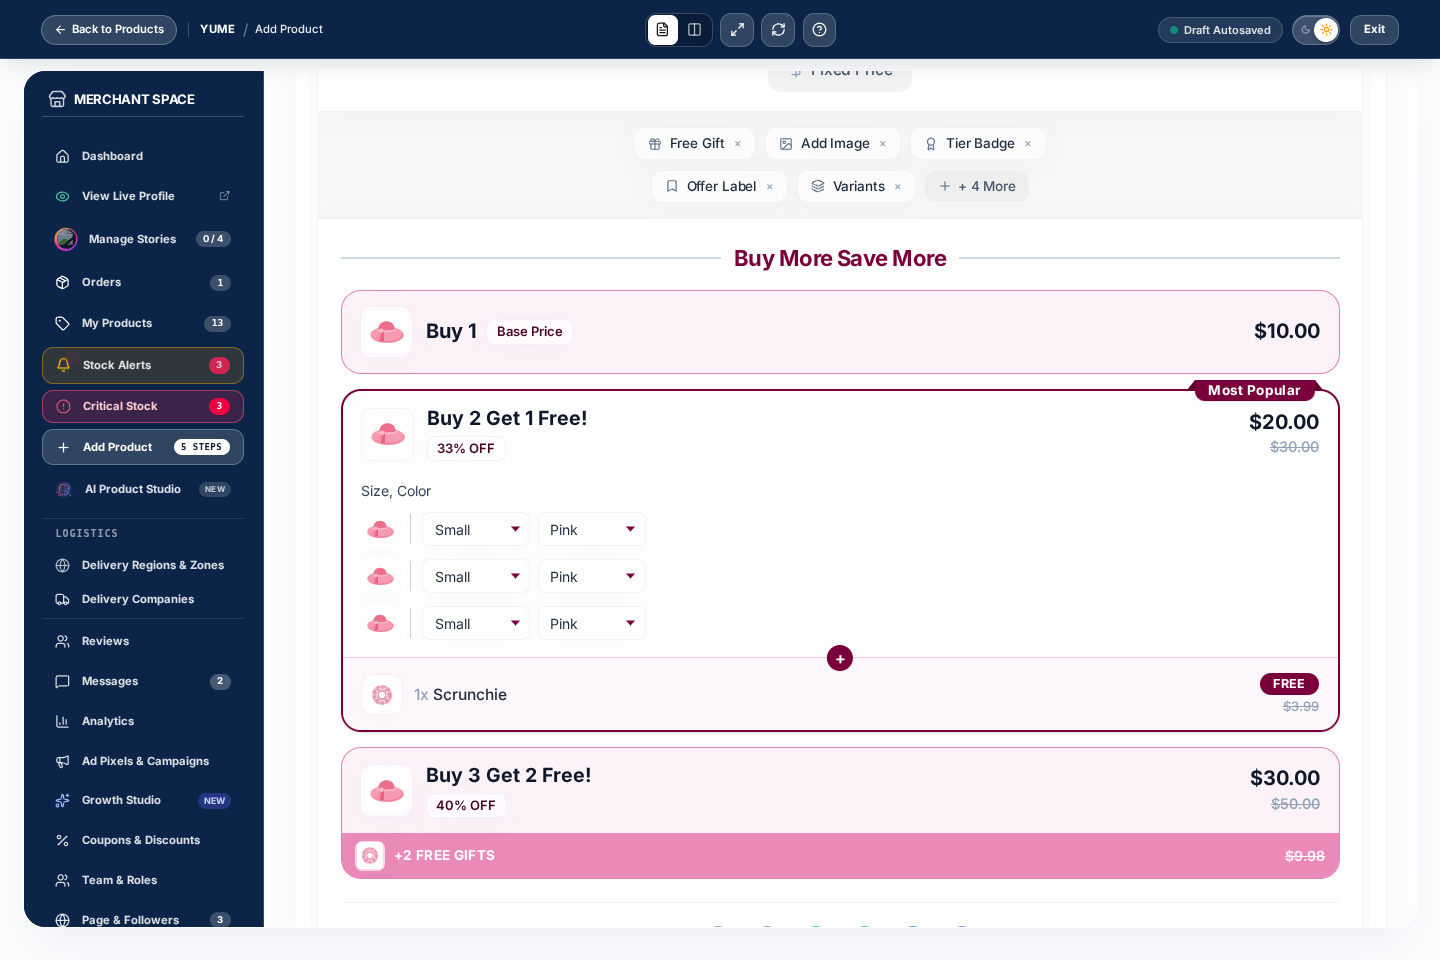 Back to Products
YUME / Add Product
Draft Autosaved
Exit
MERCHANT SPACE
Dashboard
View Live Profile
Manage Stories 0 / 4
Orders 1
My Products 13
Stock Alerts 3
Critical Stock 3
Add Product 5 STEPS
AI Product Studio NEW
LOGISTICS
Delivery Regions & Zones
Delivery Companies
Reviews
Messages 2
Analytics
Ad Pixels & Campaigns
Growth Studio NEW
Coupons & Discounts
Team & Roles
Page & Followers 3
Fixed Price
Free Gift × Add Image × Tier Badge ×
Offer Label × Variants × + + 4 More
Buy More Save More
Buy 1 Base Price $10.00
Most Popular
Buy 2 Get 1 Free! $20.00
33% OFF $30.00
Size, Color
Small Pink
Small Pink
Small Pink
+
1x Scrunchie FREE
$3.99
Buy 3 Get 2 Free! $30.00
40% OFF $50.00
+2 FREE GIFTS $9.98